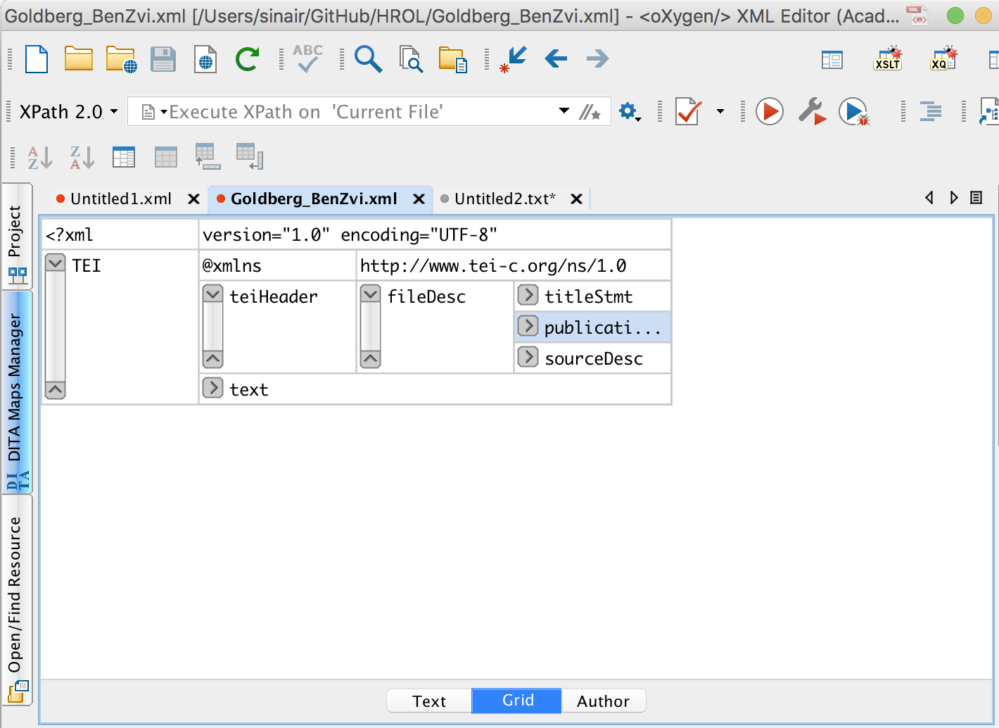 Goldberg_BenZvi.xml [/Users/sinair/GitHub/HROL/Goldberg_BenZvi.xml] - <oXygen/> XML Editor (Acad...
XML
ABC
XSLT
XQ
XPath 2.0
Execute XPath on 'Current File'
A
Z
Z
A
Untitled1.xml
Goldberg_BenZvi.xml
Untitled2.txt*
Project
DITA Maps Manager
DITA
Open/Find Resource
<?xml version="1.0" encoding="UTF-8"
TEI @xmlns http://www.tei-c.org/ns/1.0
teiHeader fileDesc titleStmt
publicati...
sourceDesc
text
Text Grid Author